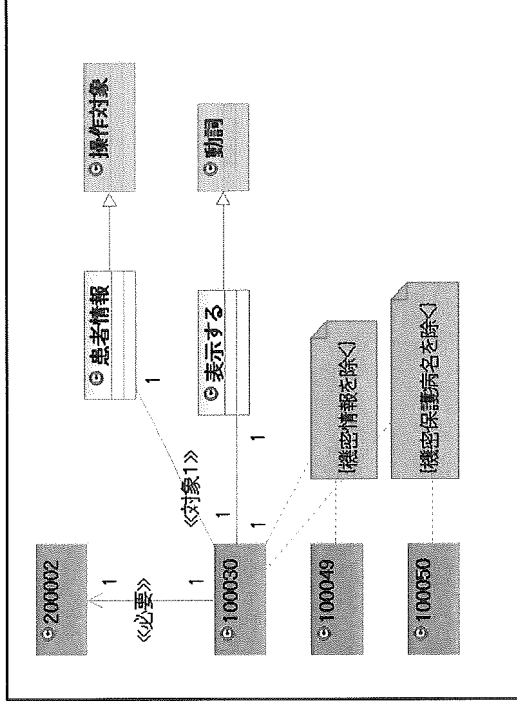 © 200002
1
«必要»
1
© 100030
«対象1»
1
© 患者情報
© 操作対象
1
1
1
© 表示する
© 動詞
© 100049
[機密情報を除く]
© 100050
[機密保護病名を除く]